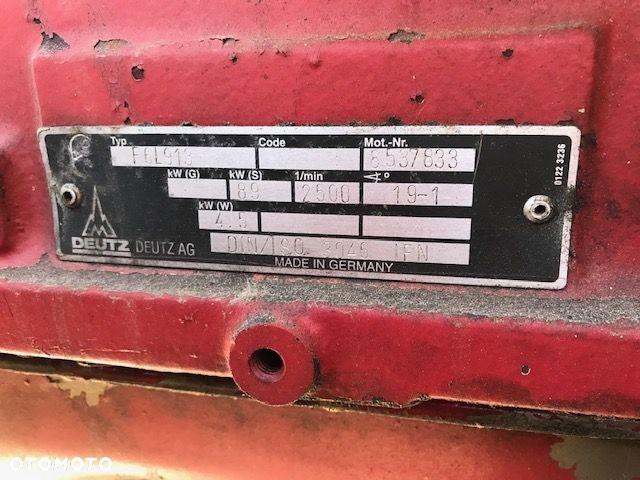 Typ Code Mot.-Nr.
F6L913 6537833
kW (G) kW (S) 1/min ∢°
89 2500 19-1
kW (W)
4,5
DIN/ISO 3046 IFN
DEUTZ DEUTZ AG
MADE IN GERMANY
0122 3236
OTOMOTO